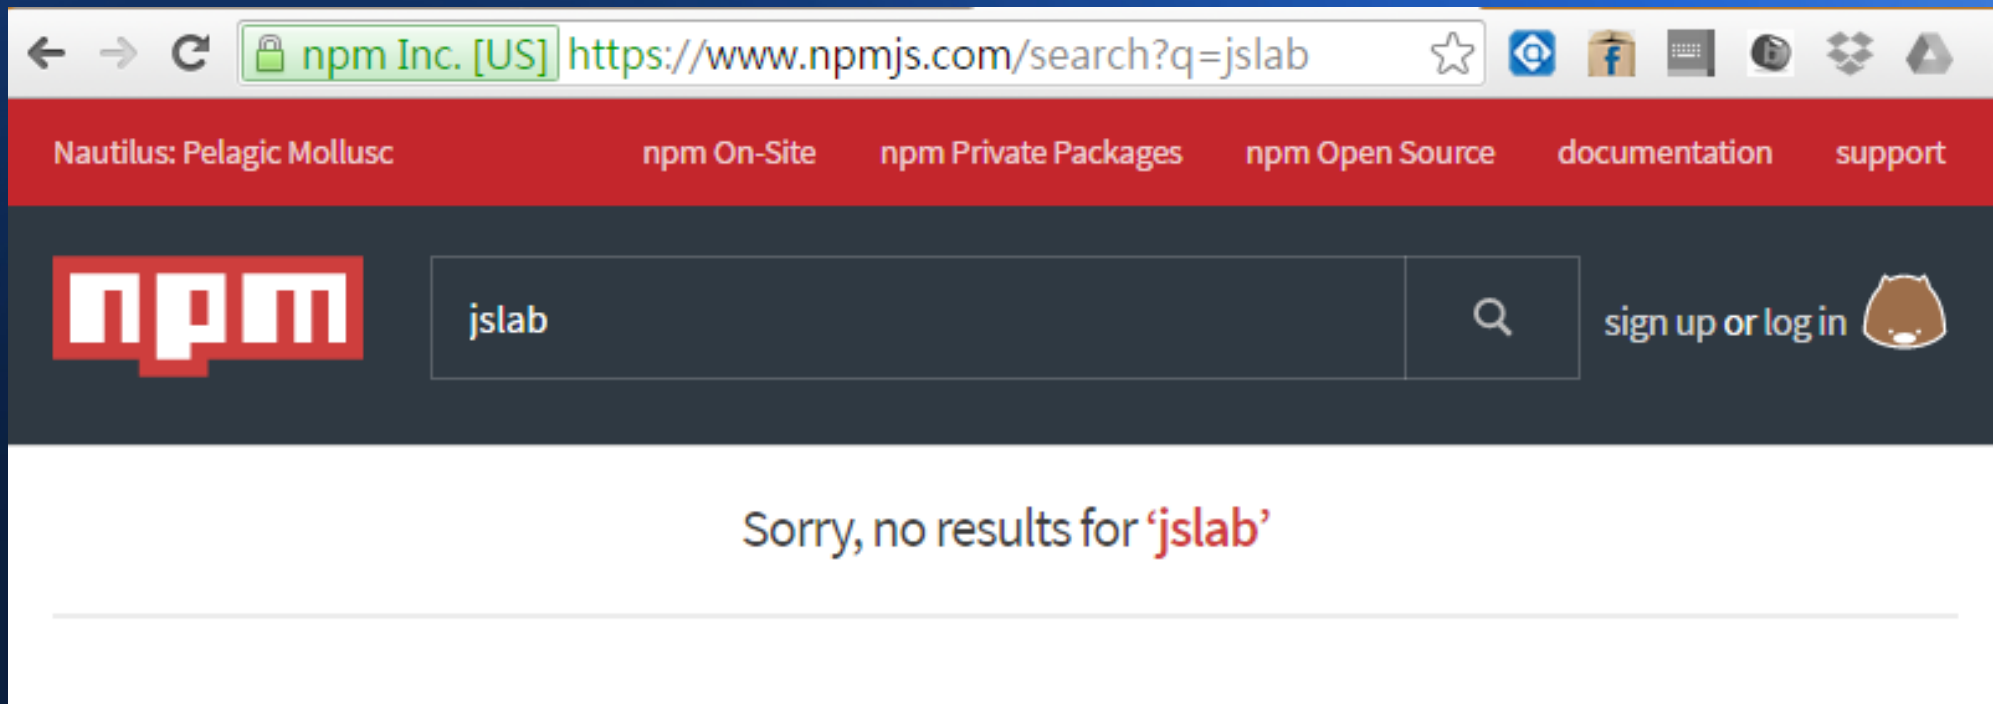 npm Inc. [US] https://www.npmjs.com/search?q=jslab
Nautilus: Pelagic Mollusc npm On-Site npm Private Packages npm Open Source documentation support
npm jslab sign up or log in
Sorry, no results for ‘jslab’